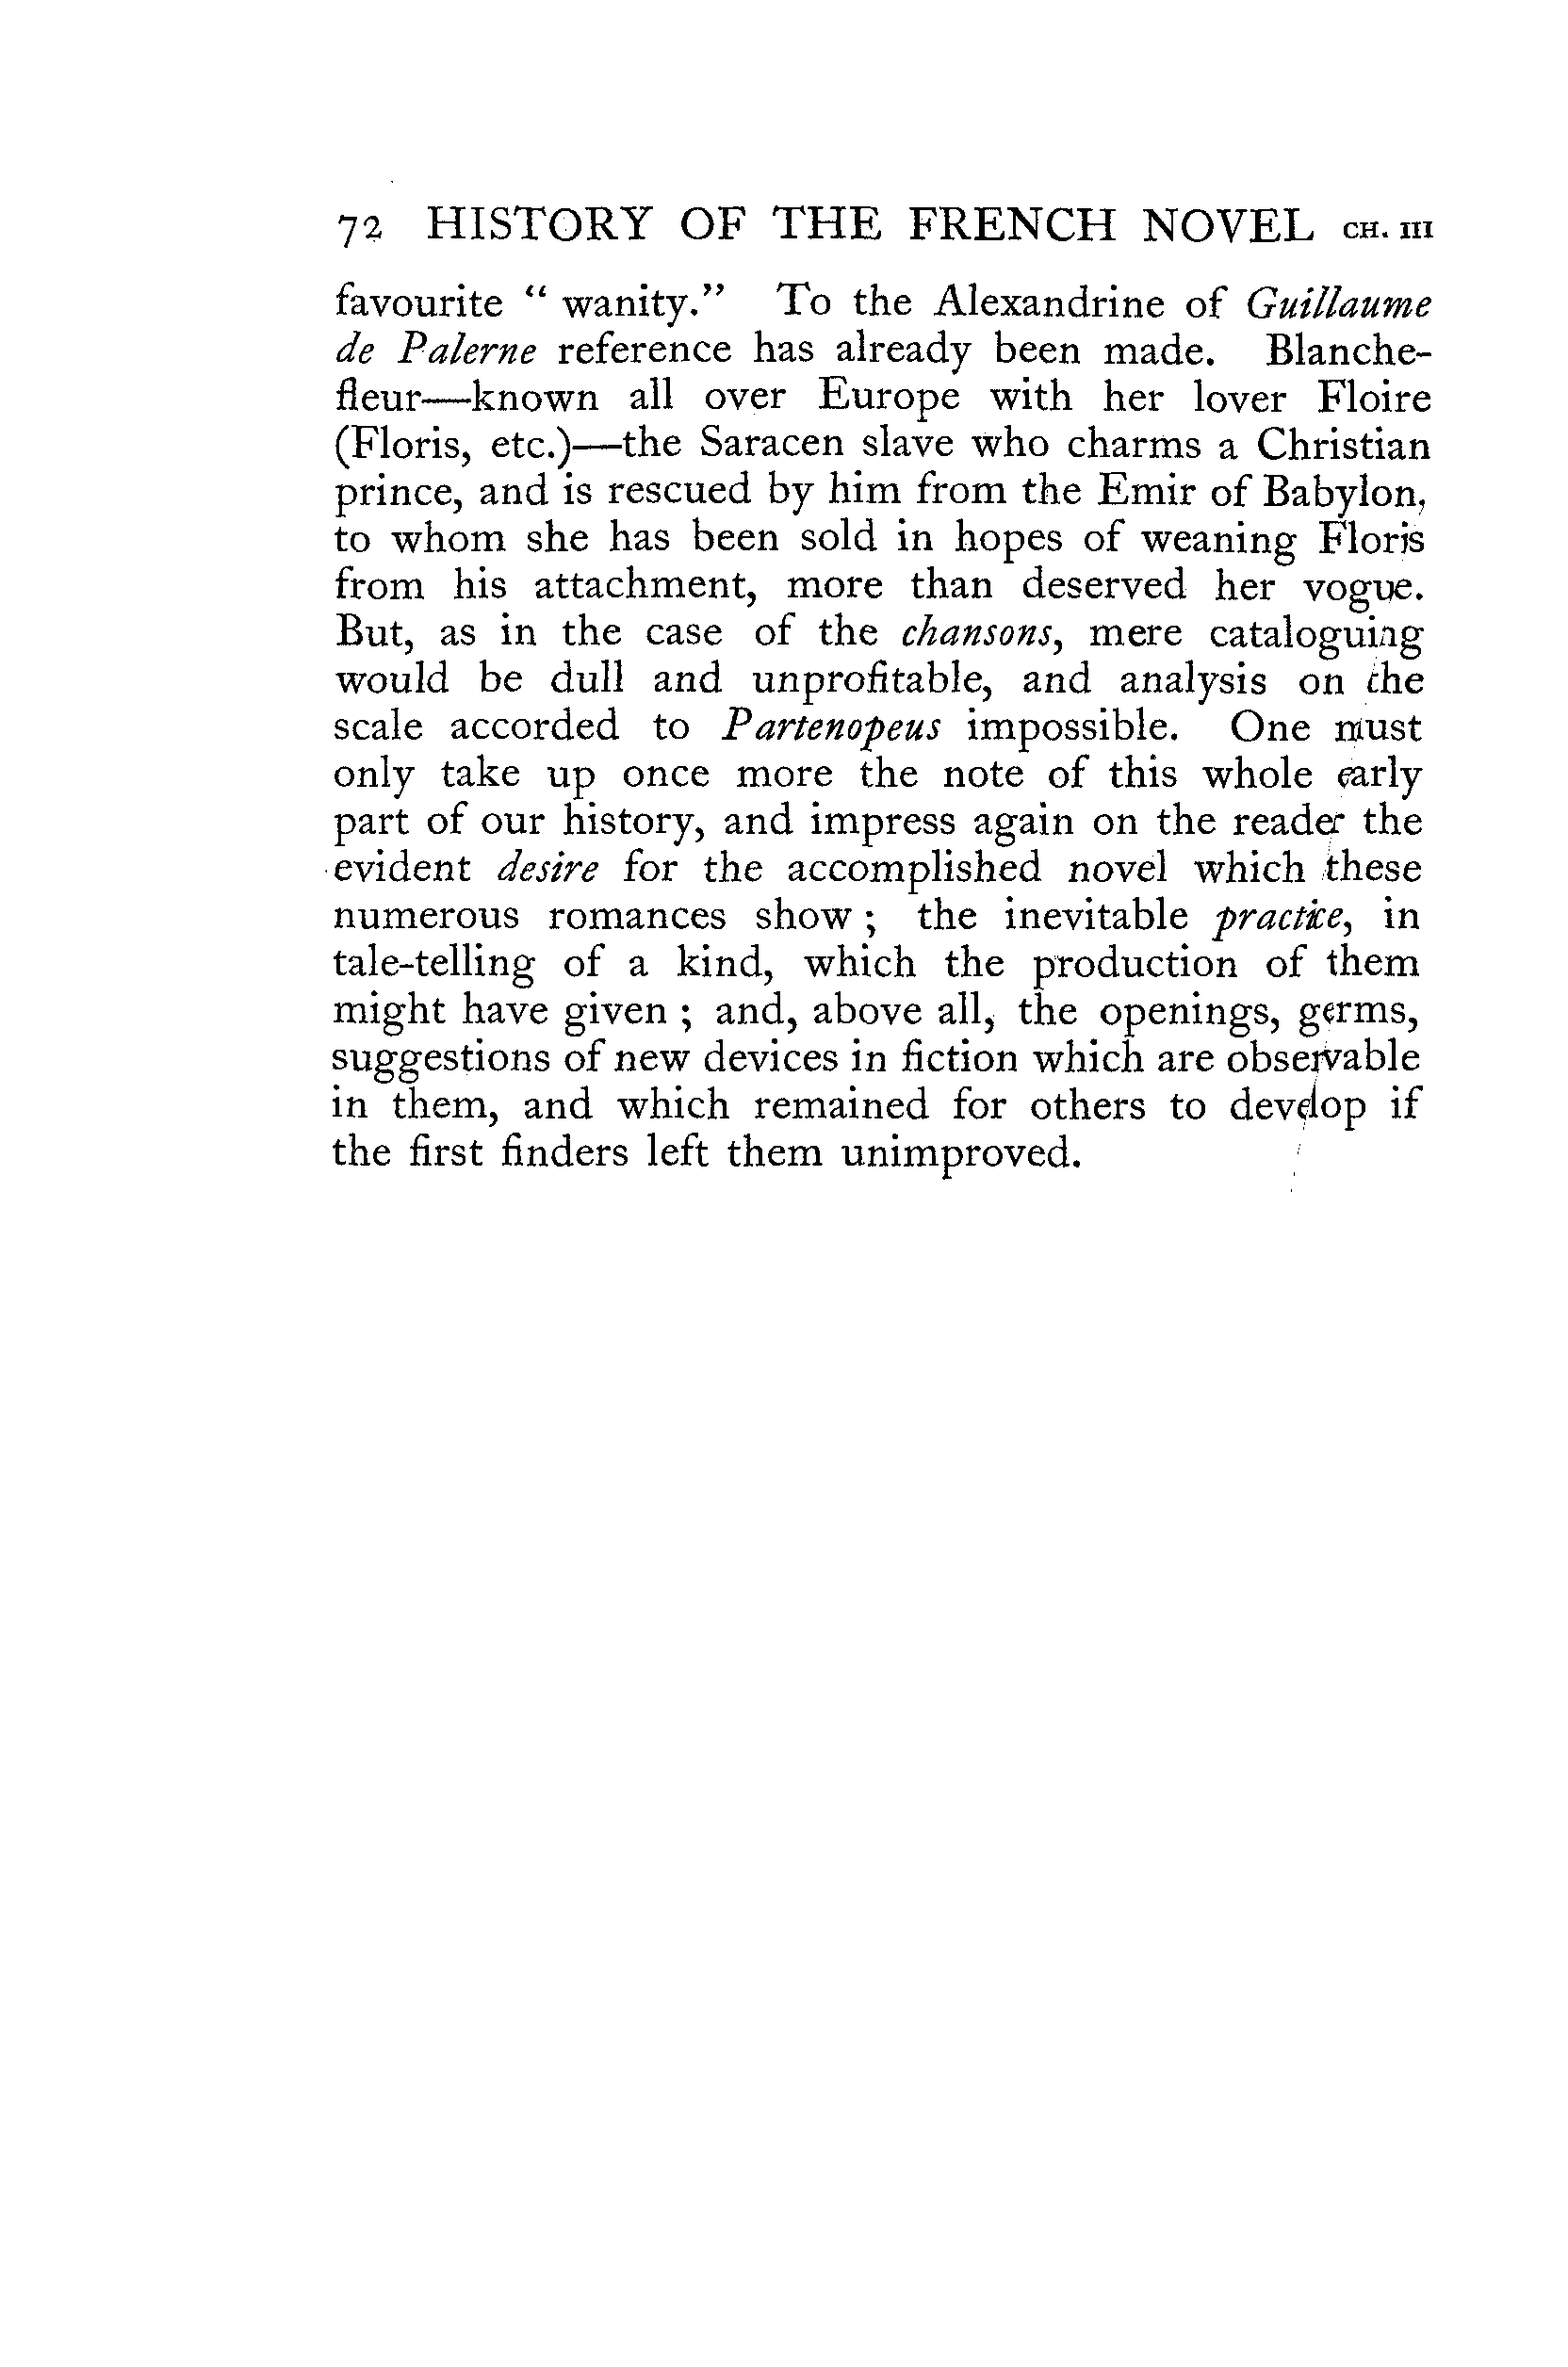 72 HISTORY OF THE FRENCH NOVEL CH. III
favourite “ wanity.” To the Alexandrine of Guillaume
de Palerne reference has already been made. Blanche-
fleur—known all over Europe with her lover Floire
(Floris, etc.)—the Saracen slave who charms a Christian
prince, and is rescued by him from the Emir of Babylon,
to whom she has been sold in hopes of weaning Floris
from his attachment, more than deserved her vogue.
But, as in the case of the chansons, mere cataloguing
would be dull and unprofitable, and analysis on the
scale accorded to Partenopeus impossible. One must
only take up once more the note of this whole early
part of our history, and impress again on the reader the
evident desire for the accomplished novel which these
numerous romances show ; the inevitable practice, in
tale-telling of a kind, which the production of them
might have given ; and, above all, the openings, germs,
suggestions of new devices in fiction which are observable
in them, and which remained for others to develop if
the first finders left them unimproved.